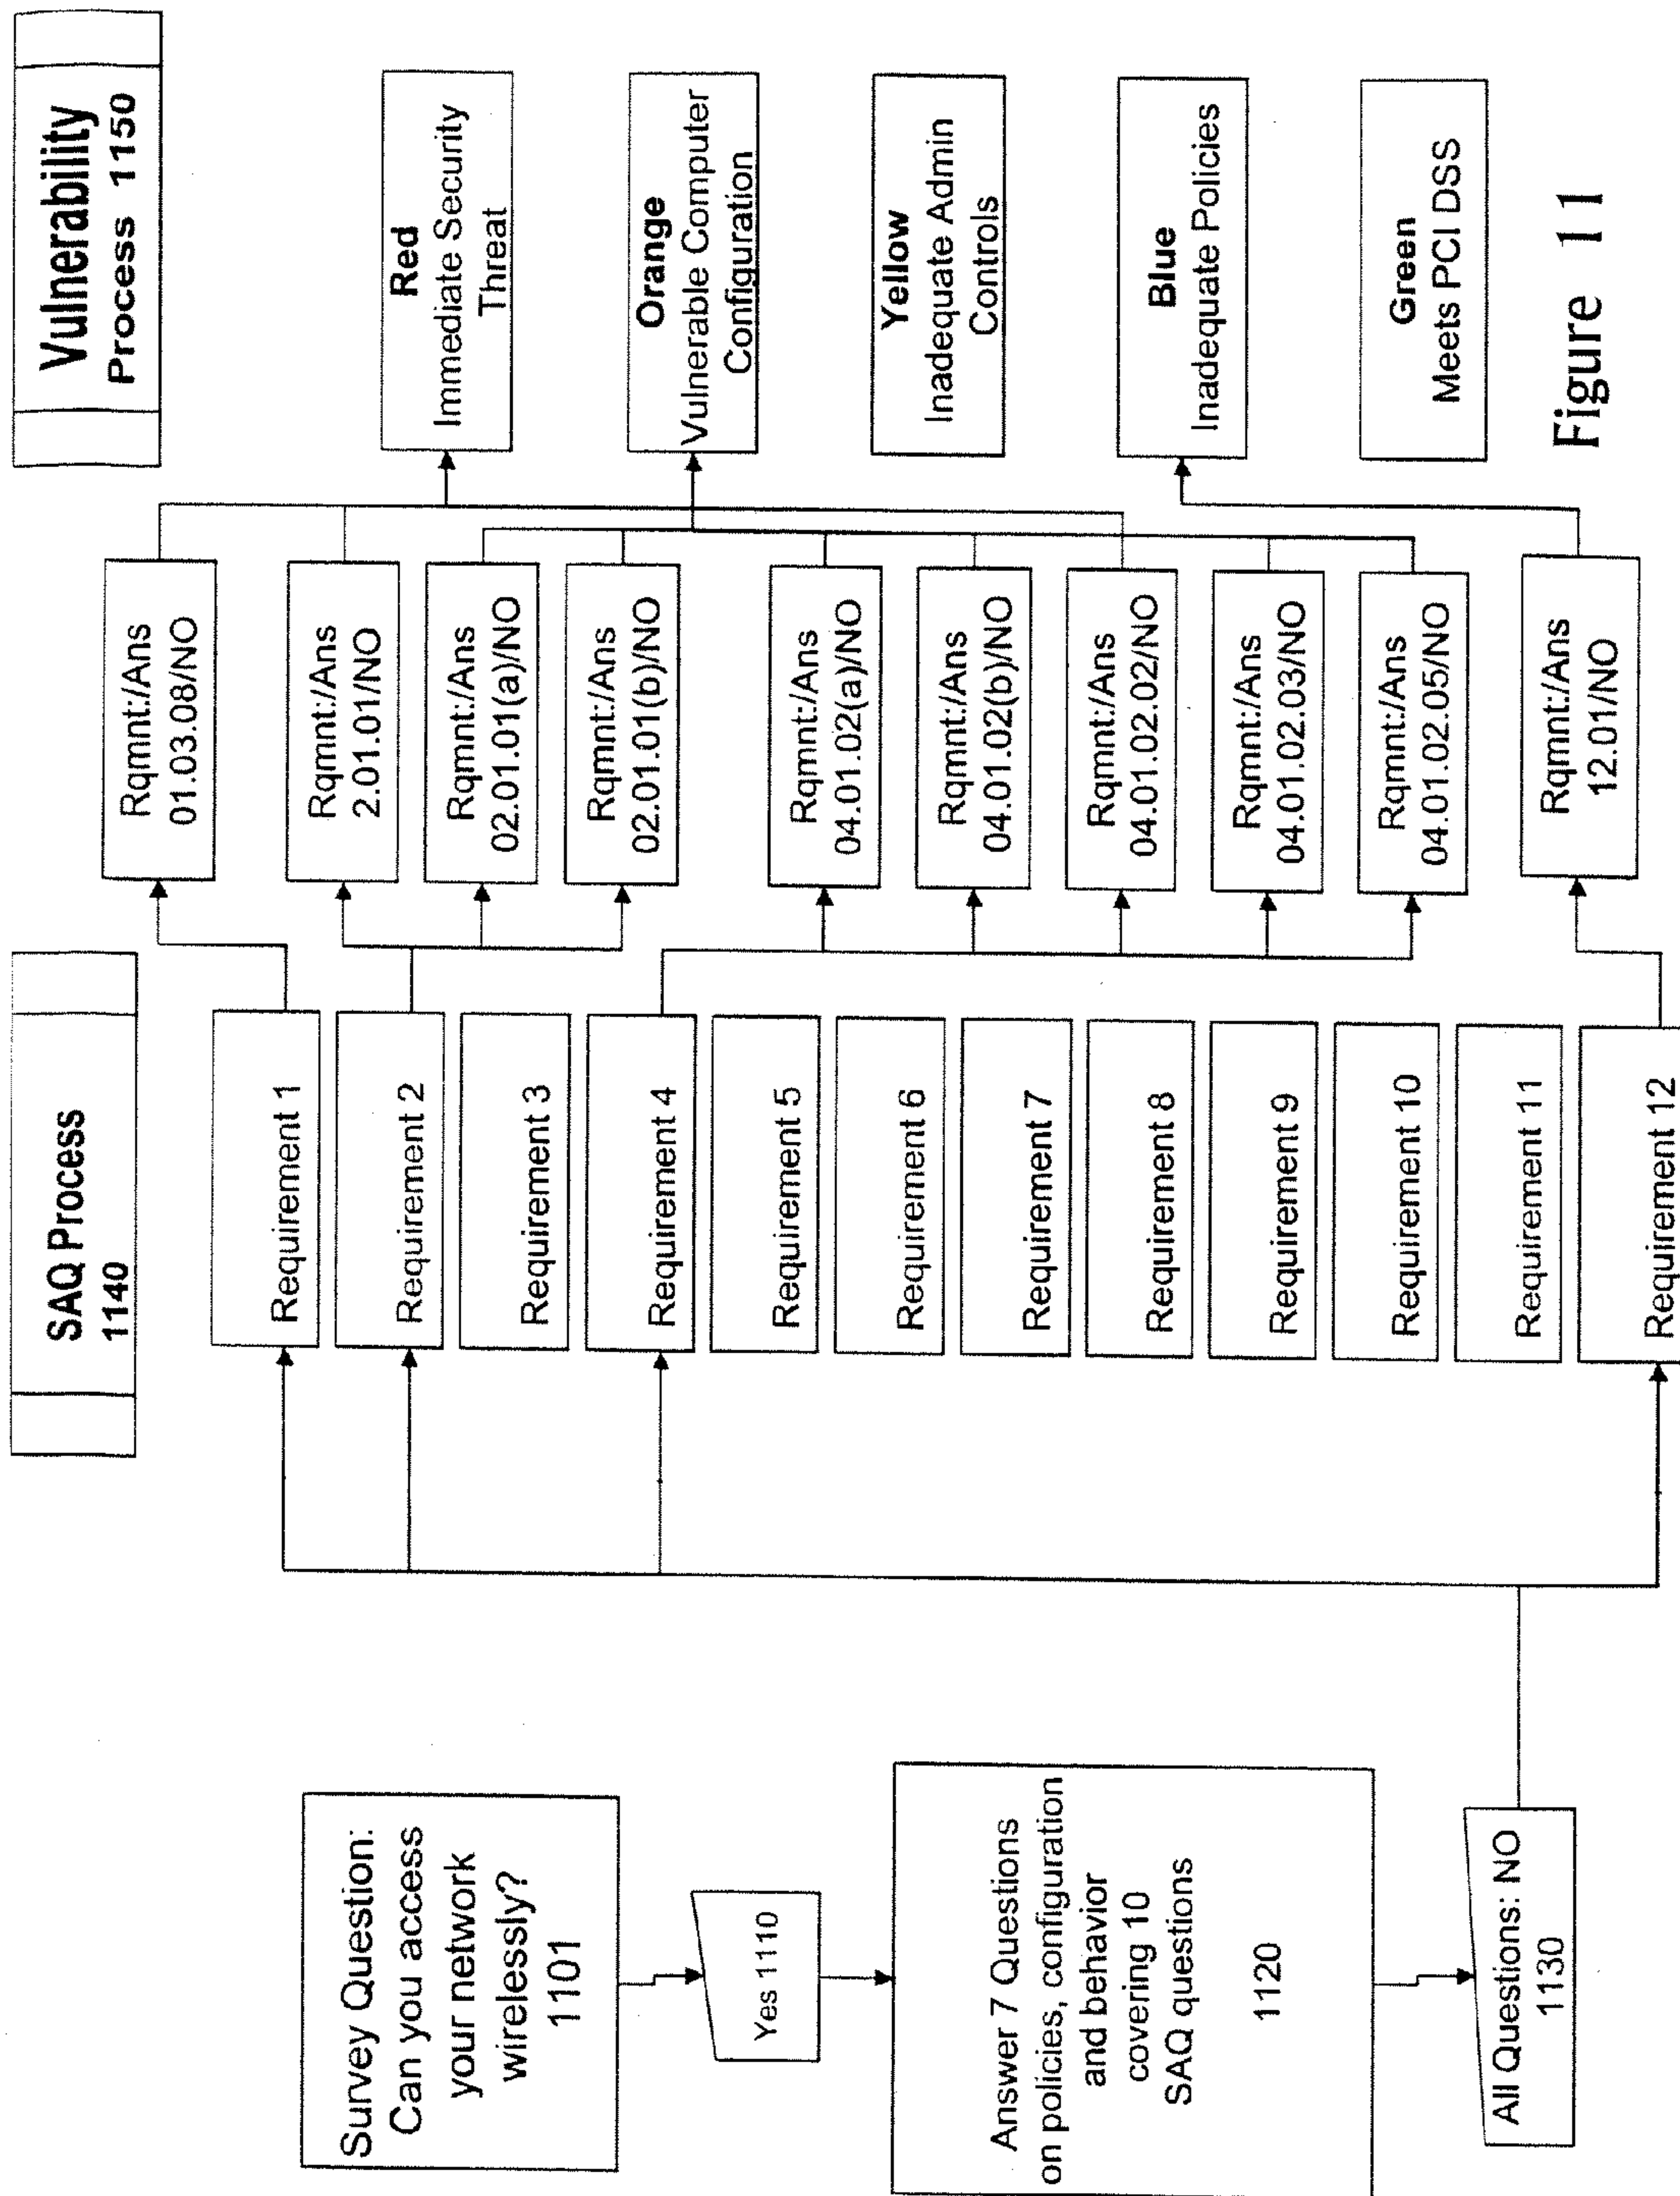 Survey Question:
Can you access
your network
wirelessly?
1101
Yes 1110
Answer 7 Questions
on policies, configuration
and behavior
covering 10
SAQ questions
1120
All Questions: NO
1130
SAQ Process
1140
Requirement 1
Requirement 2
Requirement 3
Requirement 4
Requirement 5
Requirement 6
Requirement 7
Requirement 8
Requirement 9
Requirement 10
Requirement 11
Requirement 12
Rqmnt:/Ans
01.03.08/NO
Rqmnt:/Ans
2.01.01/NO
Rqmnt:/Ans
02.01.01(a)/NO
Rqmnt:/Ans
02.01.01(b)/NO
Rqmnt:/Ans
04.01.02(a)/NO
Rqmnt:/Ans
04.01.02(b)/NO
Rqmnt:/Ans
04.01.02.02/NO
Rqmnt:/Ans
04.01.02.03/NO
Rqmnt:/Ans
04.01.02.05/NO
Rqmnt:/Ans
12.01/NO
Vulnerability
Process 1150
Red
Immediate Security
Threat
Orange
Vulnerable Computer
Configuration
Yellow
Inadequate Admin
Controls
Blue
Inadequate Policies
Green
Meets PCI DSS
Figure 11